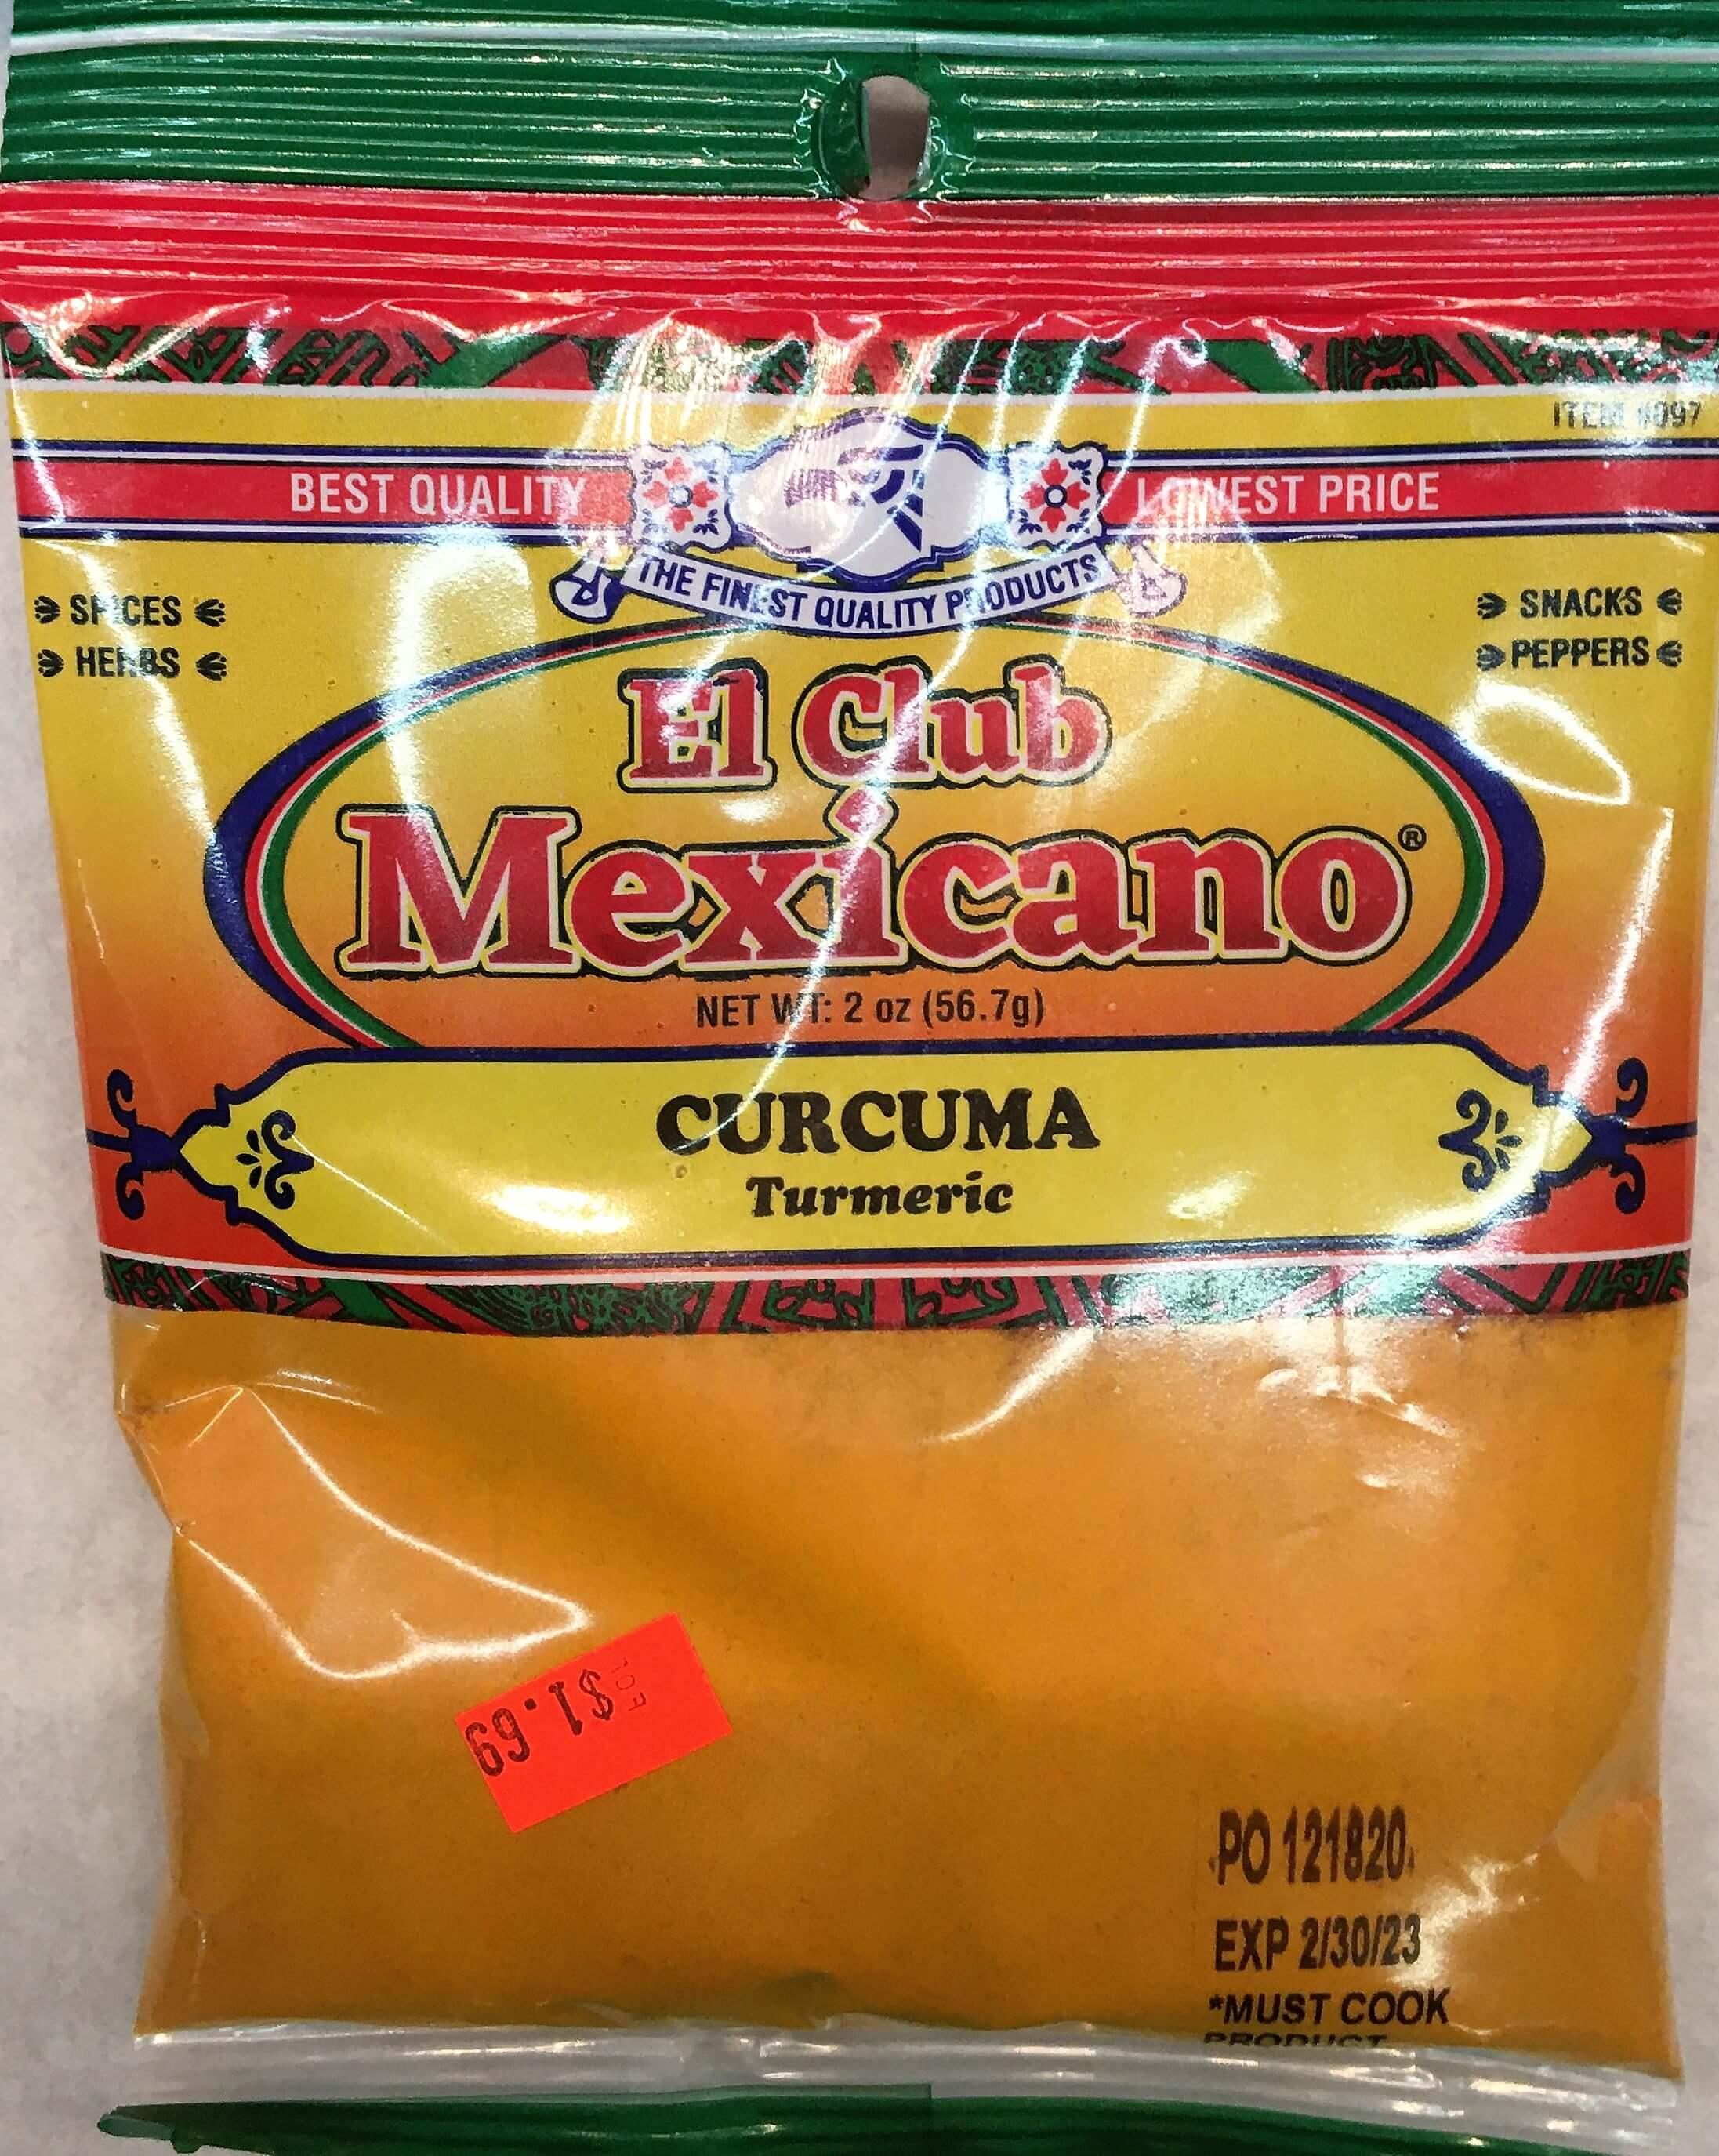 ITEM #097
BEST QUALITY
LOWEST PRICE
THE FINEST QUALITY PRODUCTS
SPICES
HERBS
SNACKS
PEPPERS
El Club
Mexicano®
NET WT: 2 oz (56.7g)
CURCUMA
Turmeric
$1.69
PO 121820
EXP 2/30/23
*MUST COOK
PRODUCT